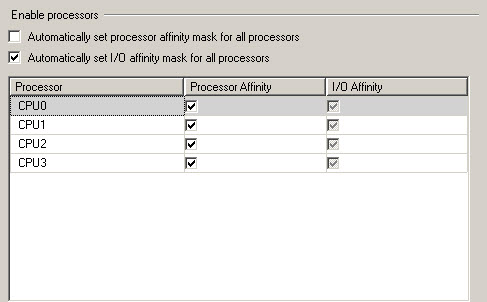 Enable processors
Automatically set processor affinity mask for all processors
Automatically set I/O affinity mask for all processors
Processor Processor Affinity I/O Affinity
CPU0
CPU1
CPU2
CPU3